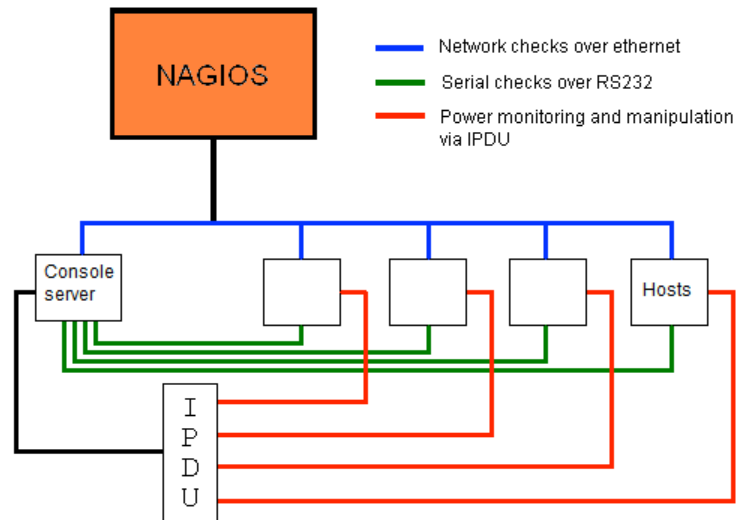 NAGIOS
Network checks over ethernet
Serial checks over RS232
Power monitoring and manipulation
via IPDU
Console
server
Hosts
I
P
D
U